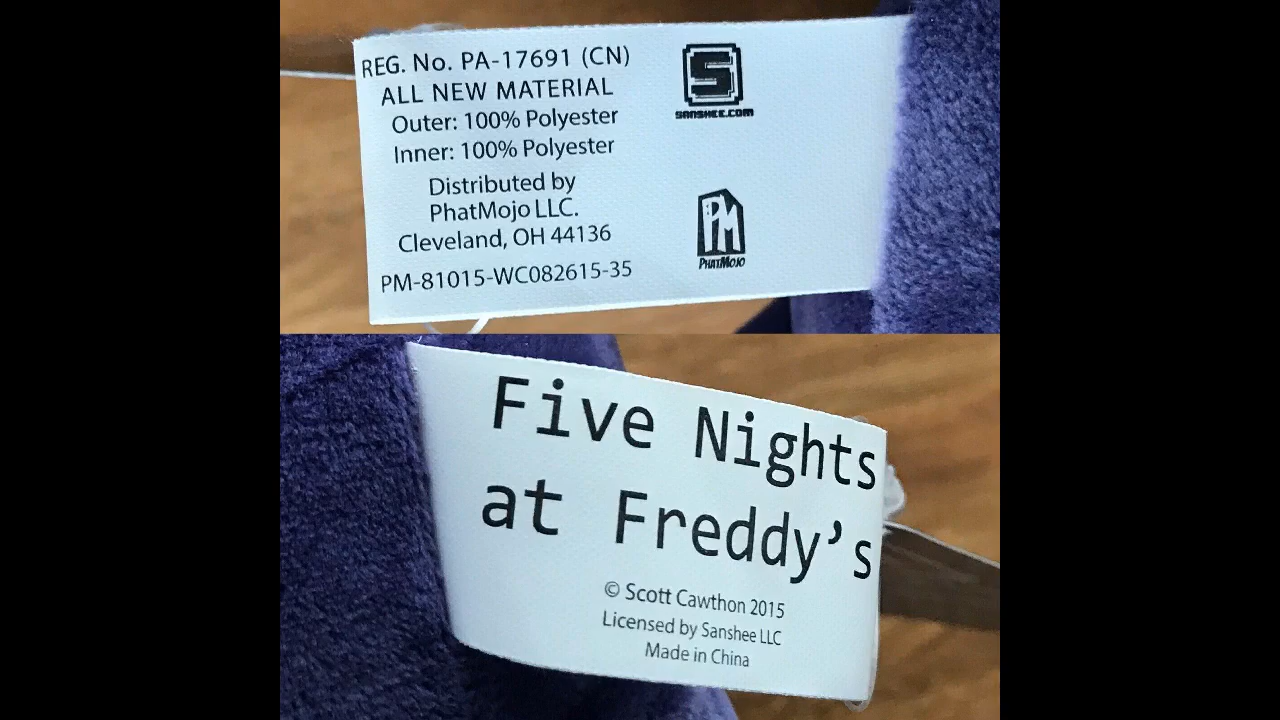 REG. No. PA-17691 (CN)
ALL NEW MATERIAL
Outer: 100% Polyester
Inner: 100% Polyester
Distributed by
PhatMojo LLC.
Cleveland, OH 44136
PM-81015-WC082615-35
S
SANSHEE.COM
PM
PHATMOJO
Five Nights
at Freddy's
© Scott Cawthon 2015
Licensed by Sanshee LLC
Made in China